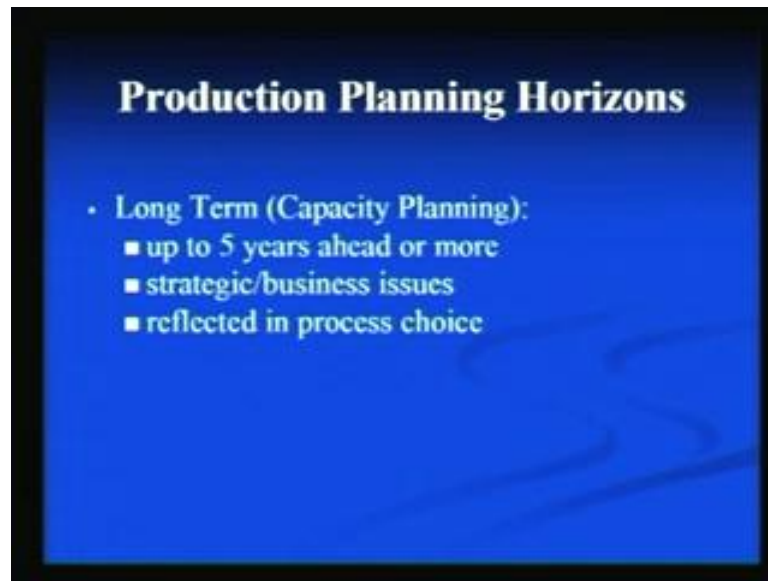 Production Planning Horizons
• Long Term (Capacity Planning):
■ up to 5 years ahead or more
■ strategic/business issues
■ reflected in process choice